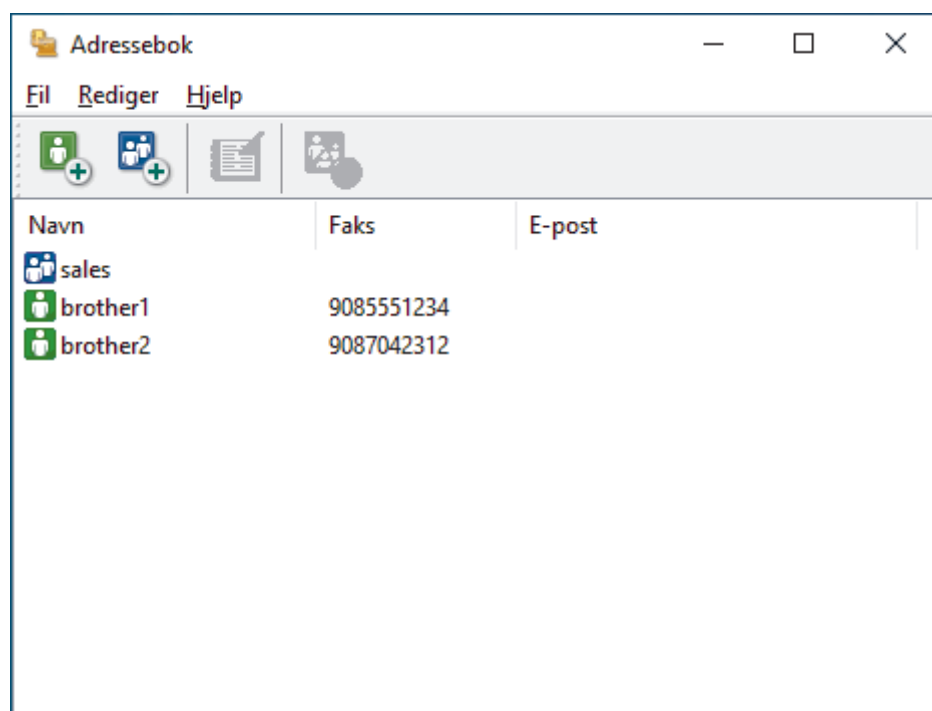 Adressebok
Fil Rediger Hjelp
Navn Faks E-post
sales
brother1 9085551234
brother2 9087042312